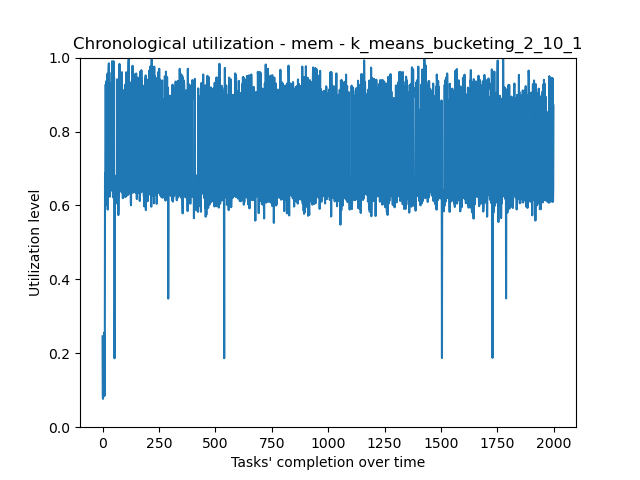 Chronological utilization - mem - k_means_bucketing_2_10_1
1.0
0.8
0.6
0.4
0.2
0.0
Utilization level
0 250 500 750 1000 1250 1500 1750 2000
Tasks' completion over time